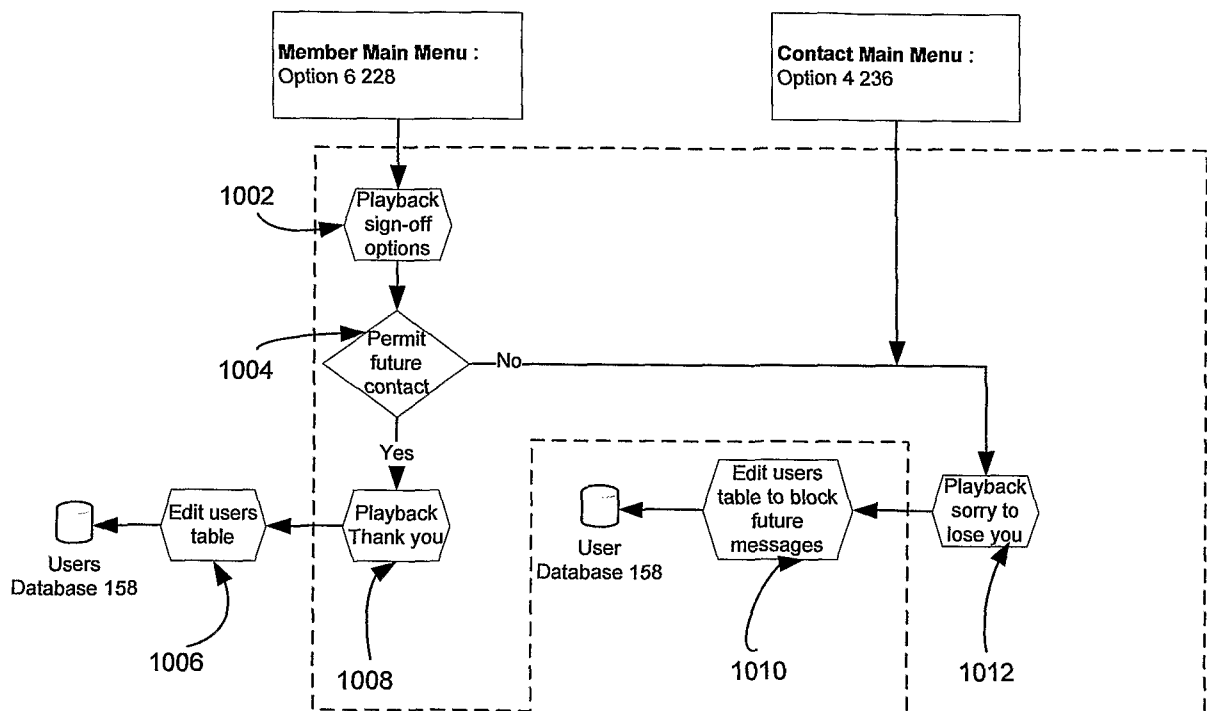 Member Main Menu :
Option 6 228
Contact Main Menu :
Option 4 236
1002
Playback
sign-off
options
1004
Permit
future
contact
No
Yes
Users
Database 158
Edit users
table
Playback
Thank you
User
Database 158
Edit users
table to block
future
messages
Playback
sorry to
lose you
1006
1008
1010
1012